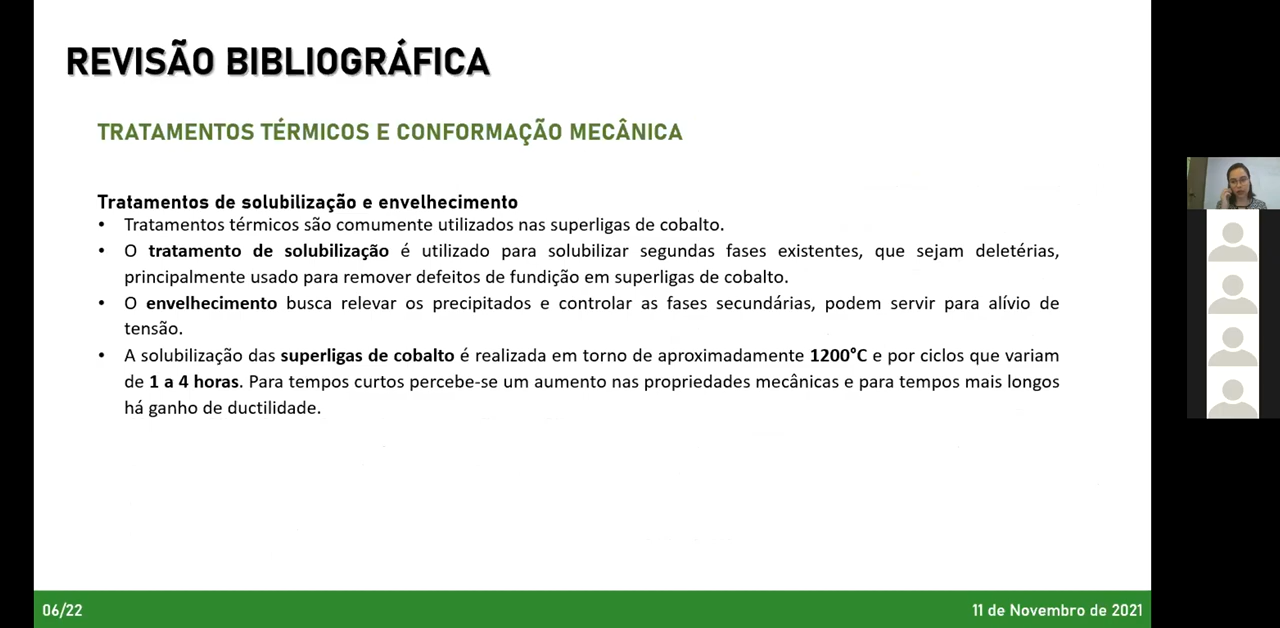 REVISÃO BIBLIOGRÁFICA
TRATAMENTOS TÉRMICOS E CONFORMAÇÃO MECÂNICA
Tratamentos de solubilização e envelhecimento
• Tratamentos térmicos são comumente utilizados nas superligas de cobalto.
• O tratamento de solubilização é utilizado para solubilizar segundas fases existentes, que sejam deletérias,
principalmente usado para remover defeitos de fundição em superligas de cobalto.
• O envelhecimento busca relevar os precipitados e controlar as fases secundárias, podem servir para alívio de
tensão.
• A solubilização das superligas de cobalto é realizada em torno de aproximadamente 1200°C e por ciclos que variam
de 1 a 4 horas. Para tempos curtos percebe-se um aumento nas propriedades mecânicas e para tempos mais longos
há ganho de ductilidade.
06/22
11 de Novembro de 2021